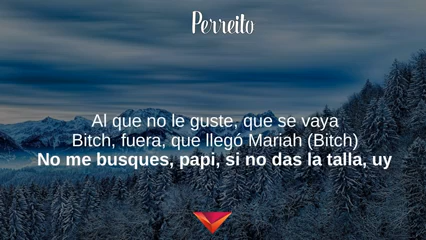 Perreito
Al que no le guste, que se vaya
Bitch, fuera, que llegó Mariah (Bitch)
No me busques, papi, si no das la talla, uy